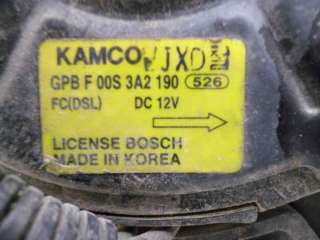 KAMCO JXD
GPB F 00S 3A2 190 526
FC(DSL) DC 12V
LICENSE BOSCH
MADE IN KOREA